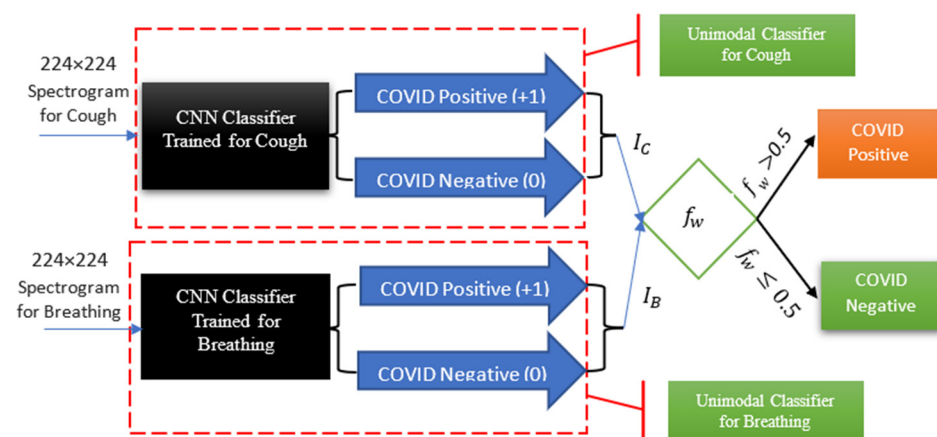 Unimodal Classifier
for Cough
224×224
Spectrogram
for Cough
CNN Classifier
Trained for Cough
COVID Positive (+1)
COVID Negative (0)
I_C
f_w >0.5
COVID
Positive
f_w
224×224
Spectrogram
for Breathing
CNN Classifier
Trained for
Breathing
COVID Positive (+1)
COVID Negative (0)
I_B
f_w ≤ 0.5
COVID
Negative
Unimodal Classifier
for Breathing